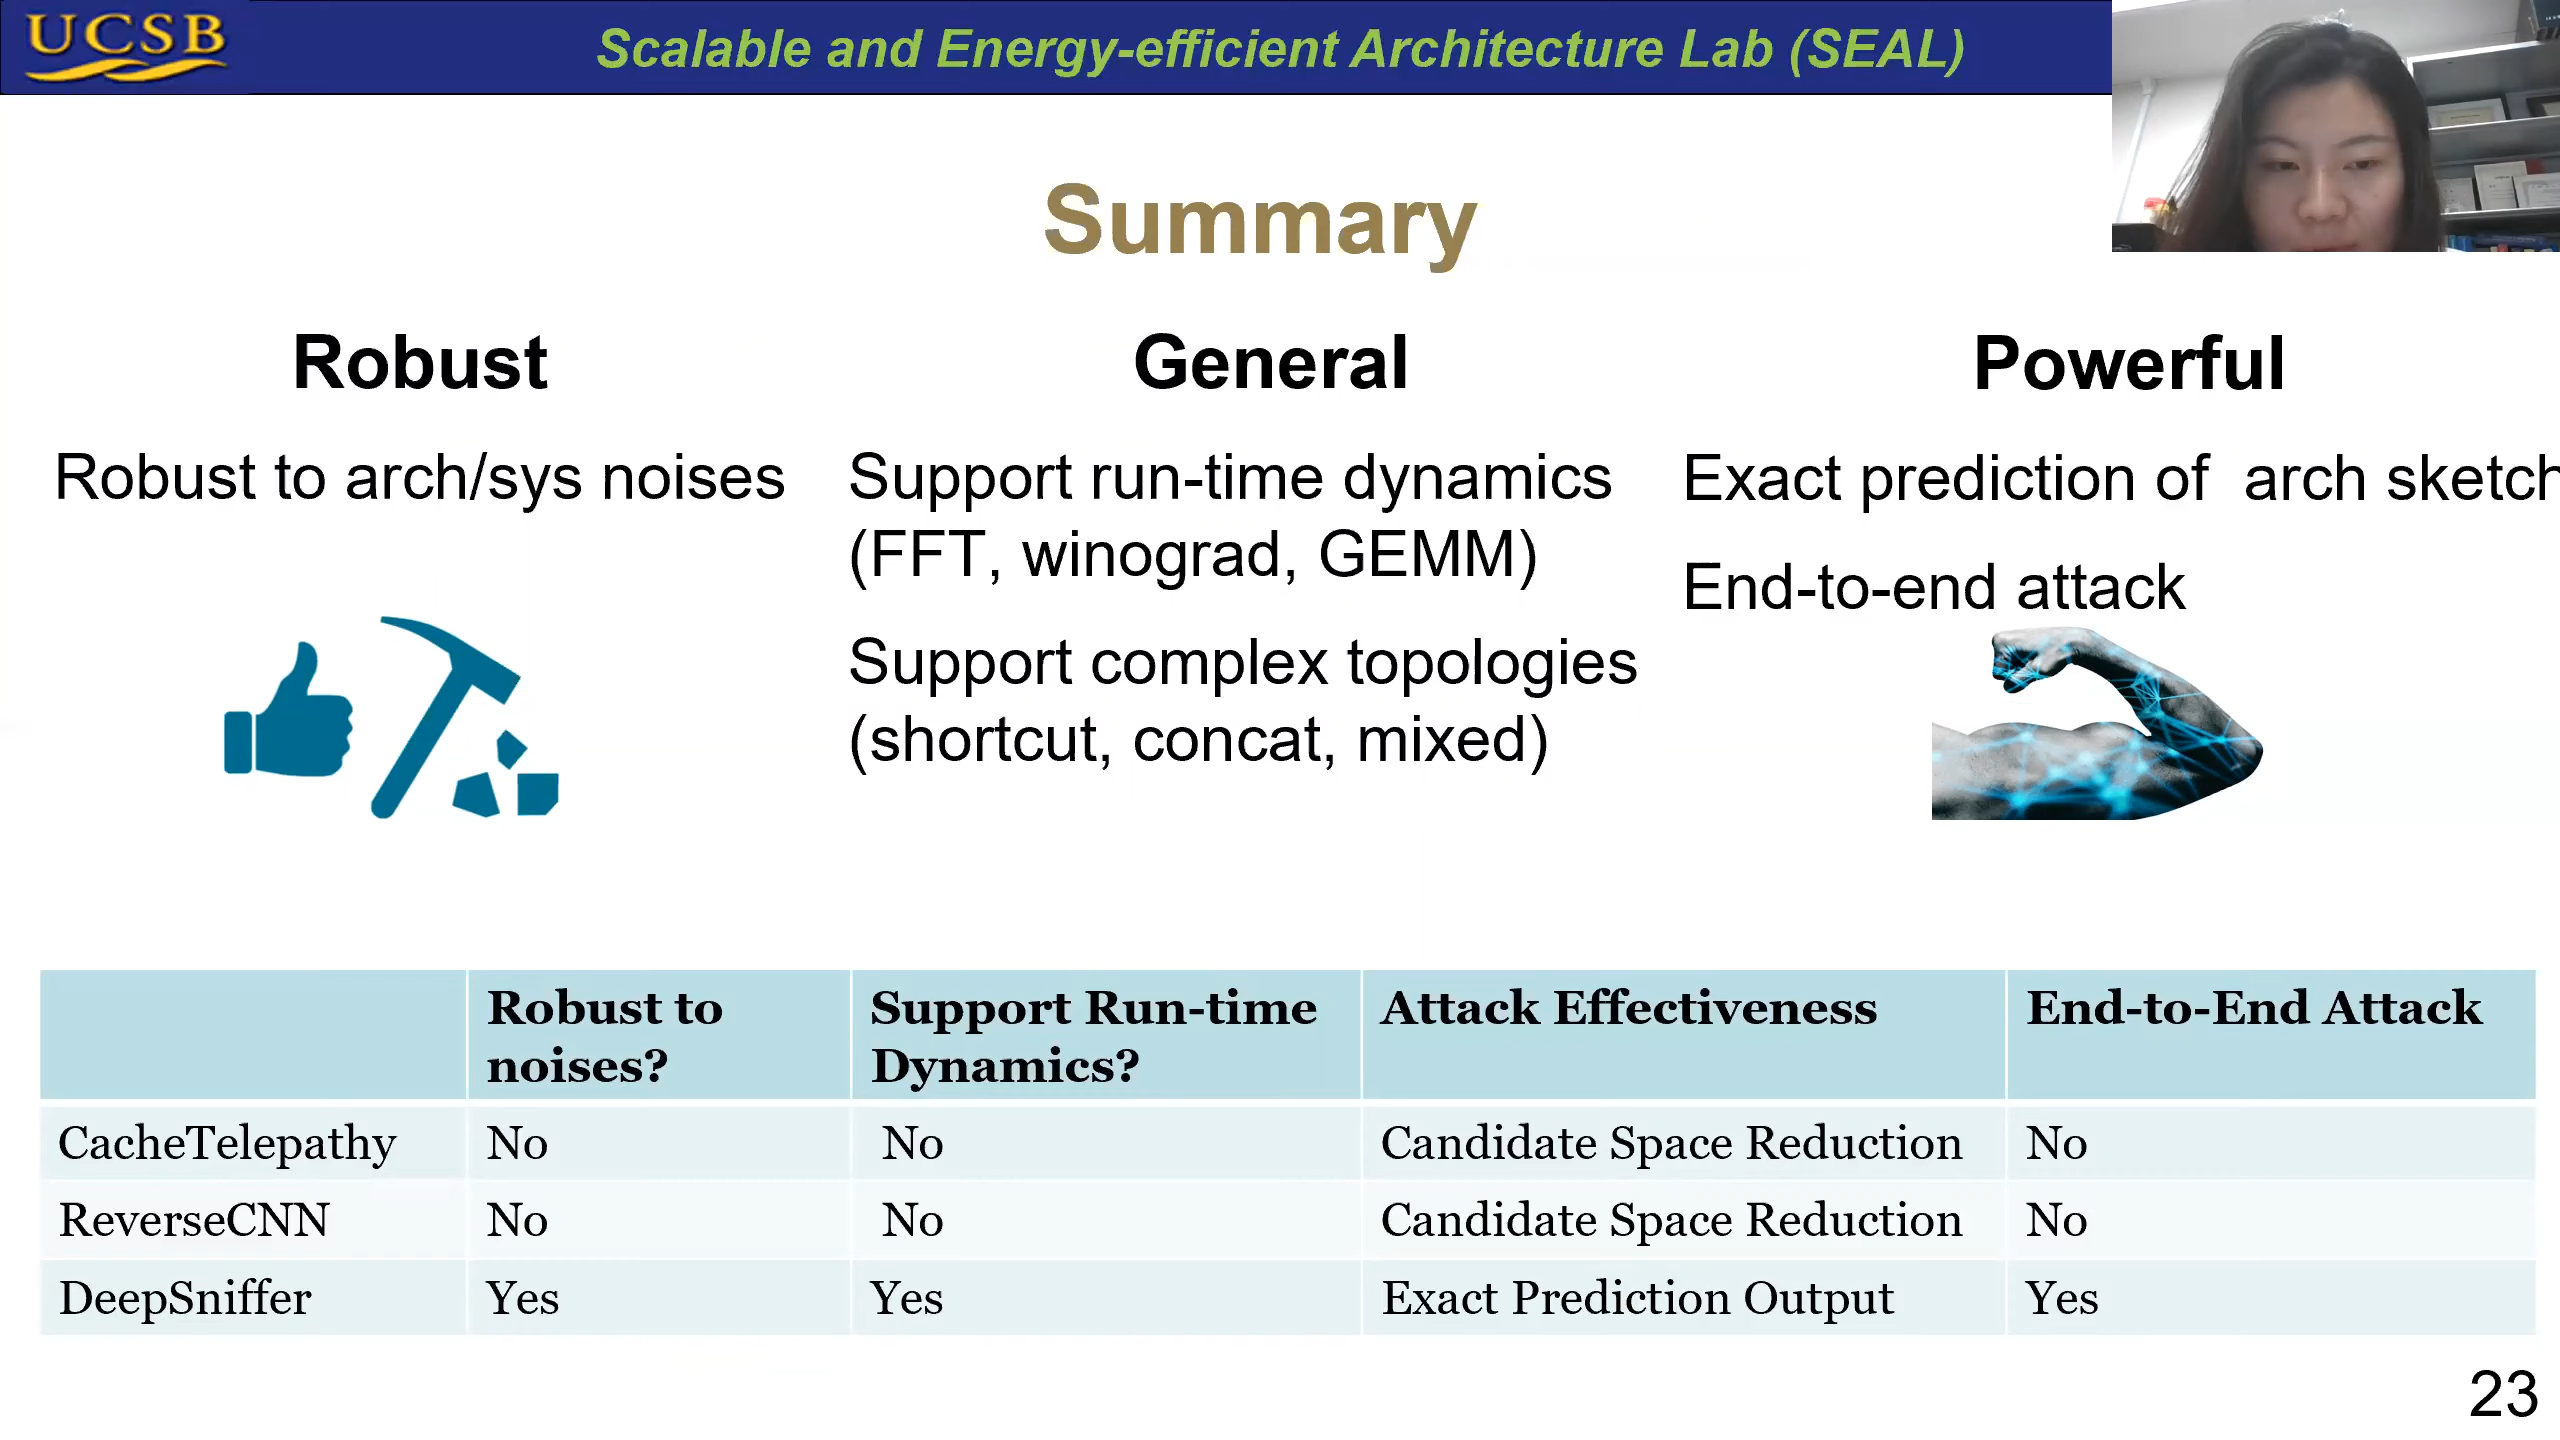 UCSB
Scalable and Energy-efficient Architecture Lab (SEAL)
Summary
Robust
Robust to arch/sys noises
General
Support run-time dynamics
(FFT, winograd, GEMM)
Support complex topologies
(shortcut, concat, mixed)
Powerful
Exact prediction of arch sketch
End-to-end attack
Robust to
noises?
Support Run-time
Dynamics?
Attack Effectiveness
End-to-End Attack
CacheTelepathy No No Candidate Space Reduction No
ReverseCNN No No Candidate Space Reduction No
DeepSniffer Yes Yes Exact Prediction Output Yes
23